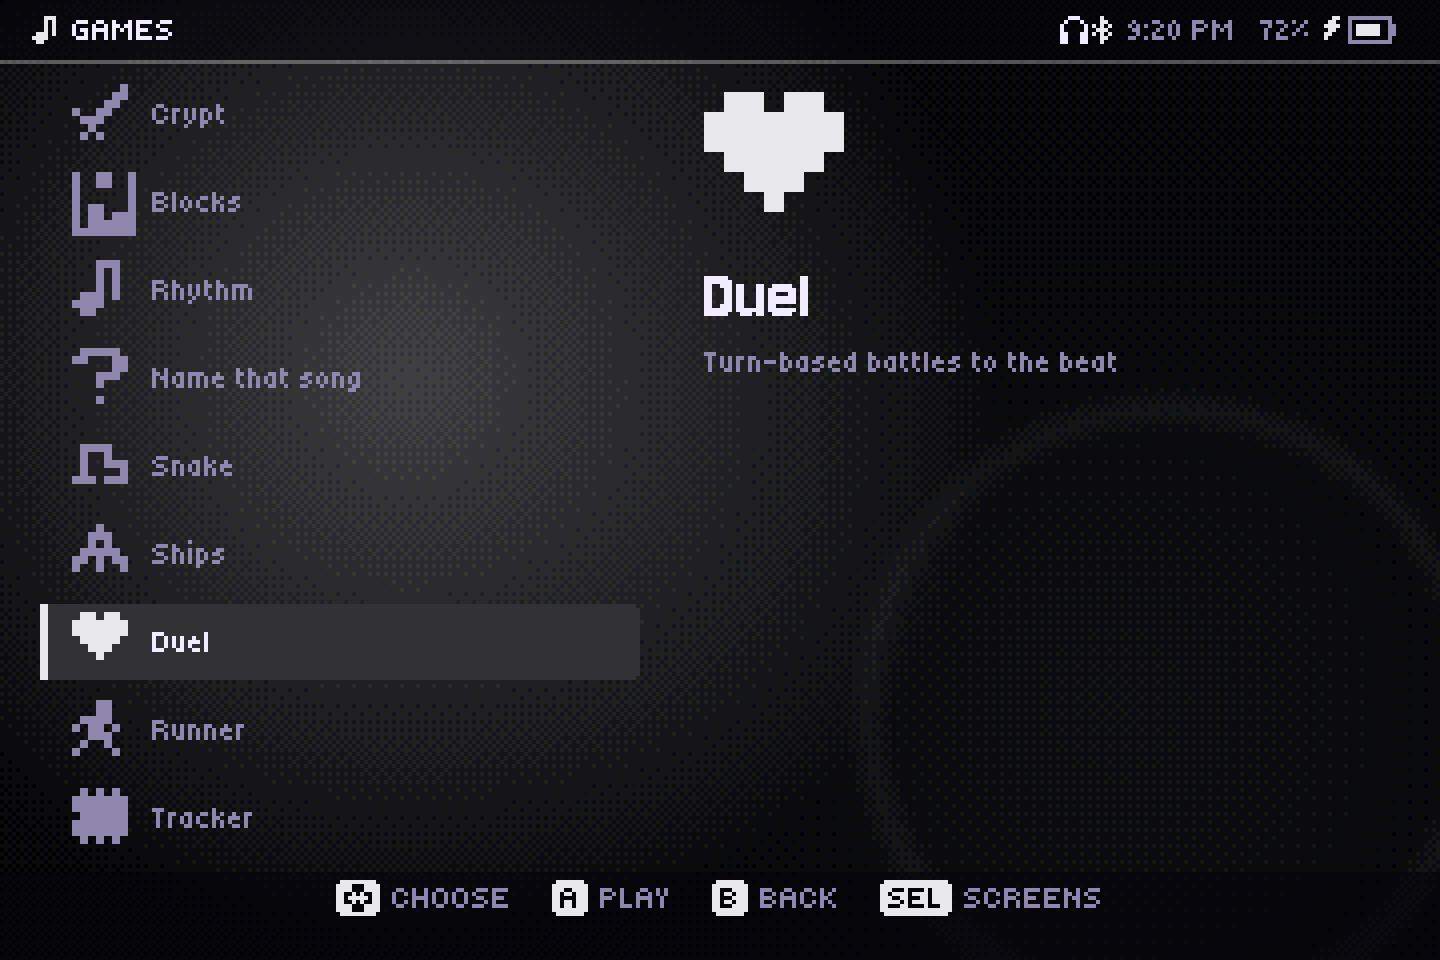 GAMES
9:20 PM 72%
Crypt
Blocks
Rhythm
Name that song
Snake
Ships
Duel
Runner
Tracker
Duel
Turn-based battles to the beat
CHOOSE A PLAY B BACK SEL SCREENS